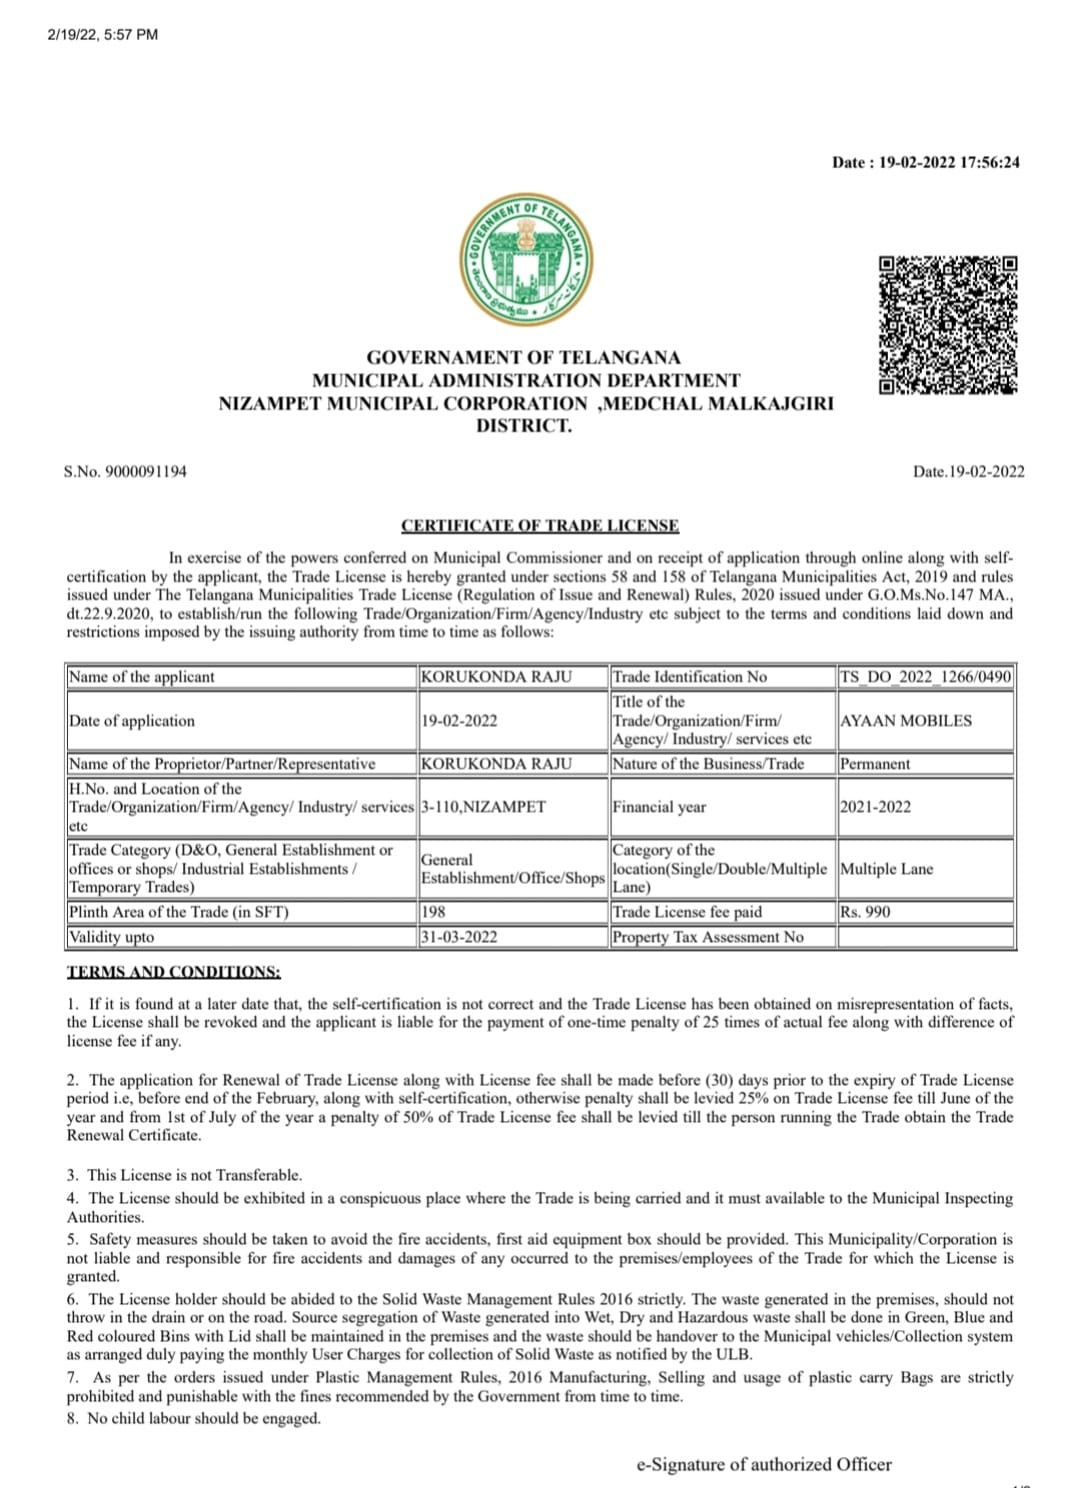 2/19/22, 5:57 PM
Date : 19-02-2022 17:56:24
GOVERNMENT OF TELANGANA
GOVERNAMENT OF TELANGANA
MUNICIPAL ADMINISTRATION DEPARTMENT
NIZAMPET MUNICIPAL CORPORATION ,MEDCHAL MALKAJGIRI
DISTRICT.
S.No. 9000091194
Date.19-02-2022
CERTIFICATE OF TRADE LICENSE
In exercise of the powers conferred on Municipal Commissioner and on receipt of application through online along with self-
certification by the applicant, the Trade License is hereby granted under sections 58 and 158 of Telangana Municipalities Act, 2019 and rules
issued under The Telangana Municipalities Trade License (Regulation of Issue and Renewal) Rules, 2020 issued under G.O.Ms.No.147 MA.,
dt.22.9.2020, to establish/run the following Trade/Organization/Firm/Agency/Industry etc subject to the terms and conditions laid down and
restrictions imposed by the issuing authority from time to time as follows:
Name of the applicant KORUKONDA RAJU Trade Identification No TS_DO_2022_1266/0490
Date of application 19-02-2022 Title of the
Trade/Organization/Firm/
Agency/ Industry/ services etc AYAAN MOBILES
Name of the Proprietor/Partner/Representative KORUKONDA RAJU Nature of the Business/Trade Permanent
H.No. and Location of the
Trade/Organization/Firm/Agency/ Industry/ services
etc 3-110,NIZAMPET Financial year 2021-2022
Trade Category (D&O, General Establishment or
offices or shops/ Industrial Establishments /
Temporary Trades) General
Establishment/Office/Shops Category of the
location(Single/Double/Multiple
Lane) Multiple Lane
Plinth Area of the Trade (in SFT) 198 Trade License fee paid Rs. 990
Validity upto 31-03-2022 Property Tax Assessment No
TERMS AND CONDITIONS:
1. If it is found at a later date that, the self-certification is not correct and the Trade License has been obtained on misrepresentation of facts,
the License shall be revoked and the applicant is liable for the payment of one-time penalty of 25 times of actual fee along with difference of
license fee if any.
2. The application for Renewal of Trade License along with License fee shall be made before (30) days prior to the expiry of Trade License
period i.e, before end of the February, along with self-certification, otherwise penalty shall be levied 25% on Trade License fee till June of the
year and from 1st of July of the year a penalty of 50% of Trade License fee shall be levied till the person running the Trade obtain the Trade
Renewal Certificate.
3. This License is not Transferable.
4. The License should be exhibited in a conspicuous place where the Trade is being carried and it must available to the Municipal Inspecting
Authorities.
5. Safety measures should be taken to avoid the fire accidents, first aid equipment box should be provided. This Municipality/Corporation is
not liable and responsible for fire accidents and damages of any occurred to the premises/employees of the Trade for which the License is
granted.
6. The License holder should be abided to the Solid Waste Management Rules 2016 strictly. The waste generated in the premises, should not
throw in the drain or on the road. Source segregation of Waste generated into Wet, Dry and Hazardous waste shall be done in Green, Blue and
Red coloured Bins with Lid shall be maintained in the premises and the waste should be handover to the Municipal vehicles/Collection system
as arranged duly paying the monthly User Charges for collection of Solid Waste as notified by the ULB.
7. As per the orders issued under Plastic Management Rules, 2016 Manufacturing, Selling and usage of plastic carry Bags are strictly
prohibited and punishable with the fines recommended by the Government from time to time.
8. No child labour should be engaged.
e-Signature of authorized Officer